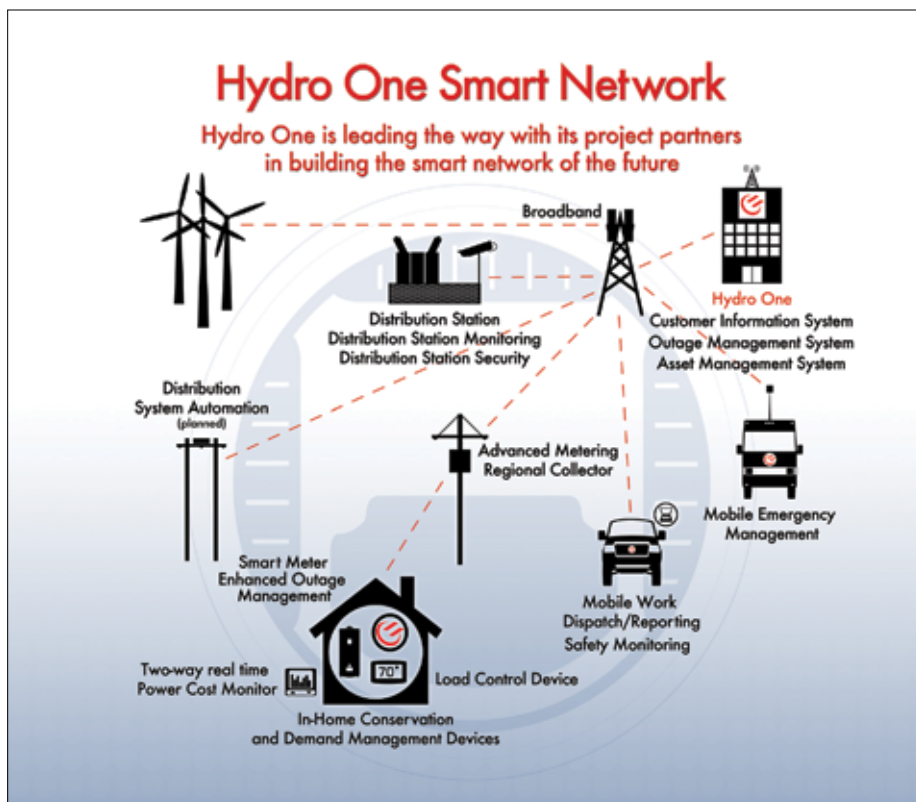 Hydro One Smart Network
Hydro One is leading the way with its project partners
in building the smart network of the future
Broadband
Hydro One
Customer Information System
Outage Management System
Asset Management System
Distribution Station
Distribution Station Monitoring
Distribution Station Security
Distribution
System Automation
(planned)
Advanced Metering
Regional Collector
Mobile Emergency
Management
Smart Meter
Enhanced Outage
Management
Mobile Work
Dispatch/Reporting
Safety Monitoring
Two-way real time
Power Cost Monitor
70°
Load Control Device
In-Home Conservation
and Demand Management Devices